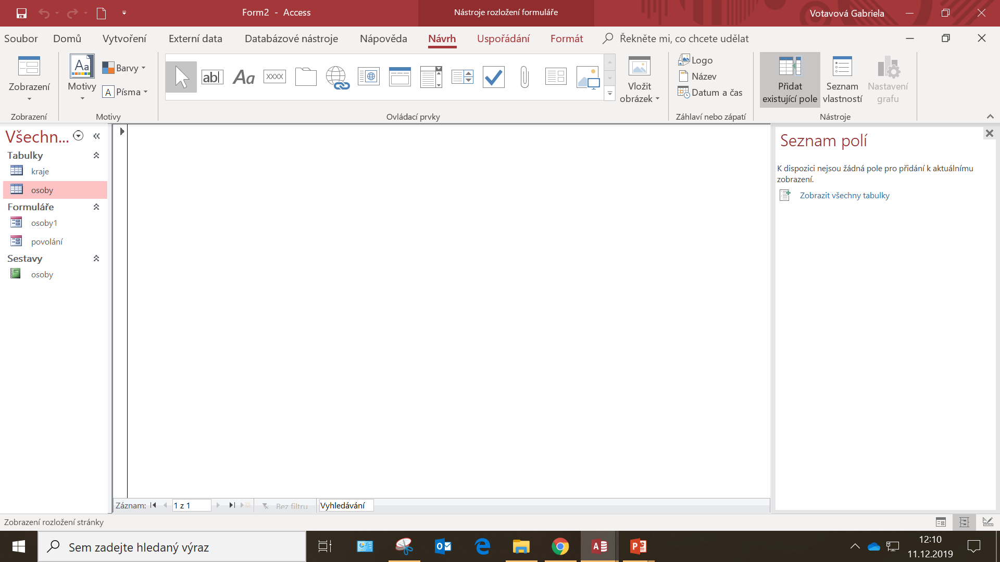 Form2 - Access
Nástroje rozložení formuláře
Votavová Gabriela
Soubor Domů Vytvoření Externí data Databázové nástroje Nápověda Návrh Uspořádání Formát Řekněte mi, co chcete udělat
Zobrazení
Zobrazení
Aa
Motivy
Barvy
A Písma
Motivy
ab
Aa
XXXX
Ovládací prvky
Vložit
obrázek
Logo
Název
Datum a čas
Záhlaví nebo zápatí
Přidat
existující pole
Seznam
vlastností
Nastavení
grafu
Nástroje
Všechn...
Tabulky
kraje
osoby
Formuláře
osoby1
povolání
Sestavy
osoby
Seznam polí
K dispozici nejsou žádná pole pro přidání k aktuálnímu
zobrazení.
Zobrazit všechny tabulky
Záznam: 1 z 1 Bez filtru Vyhledávání
Zobrazení rozložení stránky
Sem zadejte hledaný výraz
12:10
11.12.2019